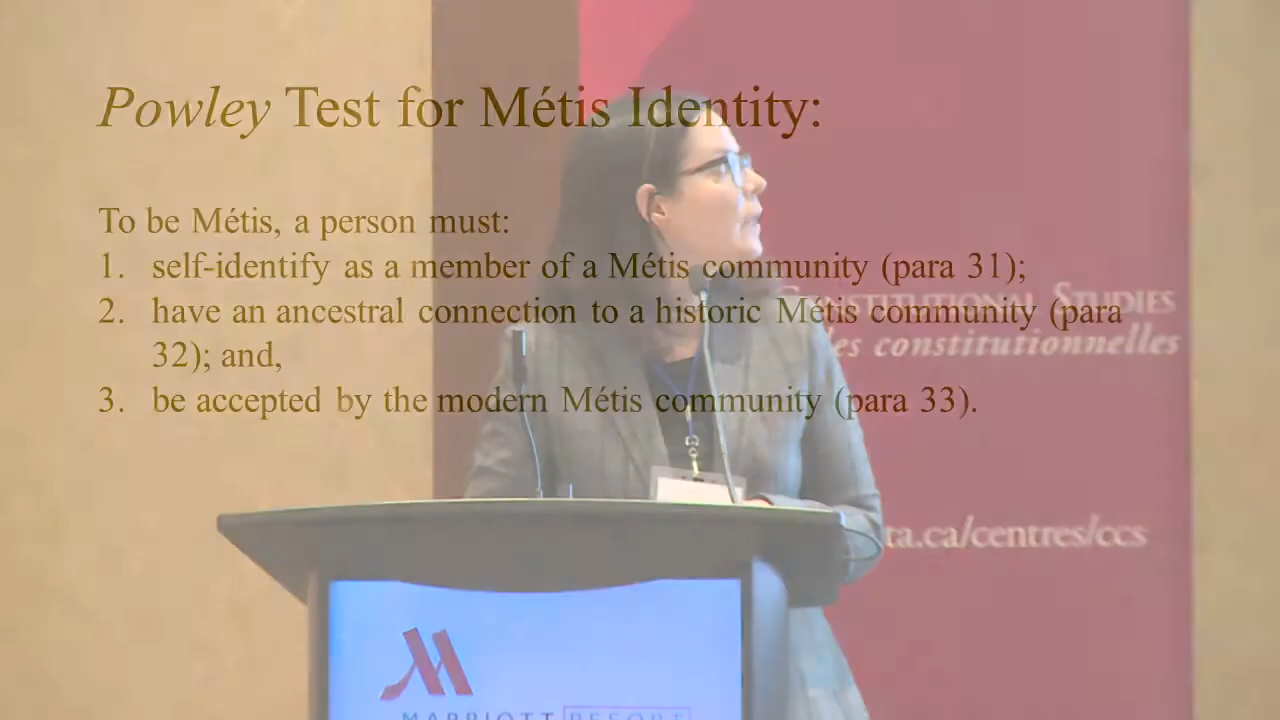 Powley Test for Métis Identity:
To be Métis, a person must:
1. self-identify as a member of a Métis community (para 31);
2. have an ancestral connection to a historic Métis community (para
32); and,
3. be accepted by the modern Métis community (para 33).
CONSTITUTIONAL STUDIES
les constitutionnelles
ta.ca/centres/ccs
MARRIOTT RESORT